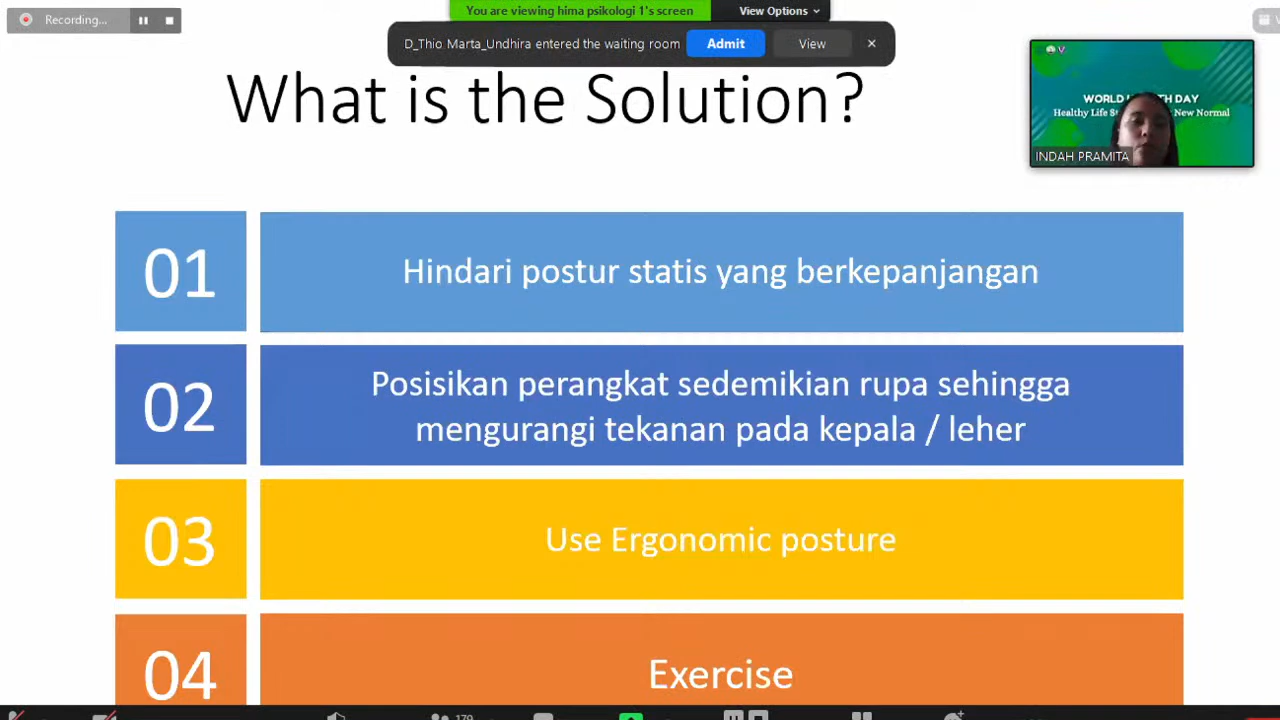 Recording...
You are viewing hima psikologi 1's screen
View Options
D_Thio Marta_Undhira entered the waiting room
Admit
View
What is the Solution?
WORLD
TH DAY
Healthy Life
New Normal
INDAH PRAMITA
01
Hindari postur statis yang berkepanjangan
02
Posisikan perangkat sedemikian rupa sehingga
mengurangi tekanan pada kepala / leher
03
Use Ergonomic posture
04
Exercise
179